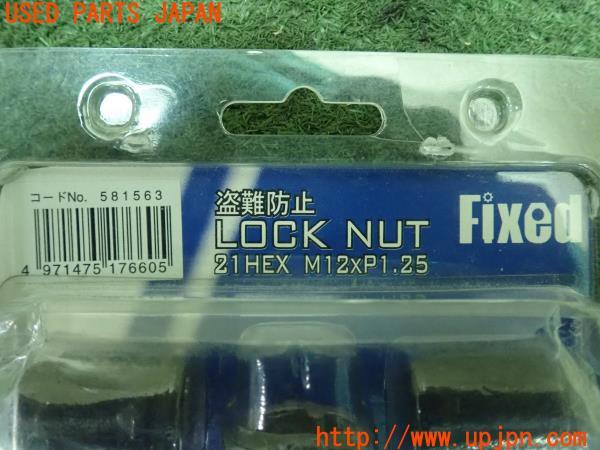 USED PARTS JAPAN
コードNo. 581563
4 971475 176605
盗難防止
LOCK NUT
21HEX M12xP1.25
Fixed
http://www.upjpn.com/